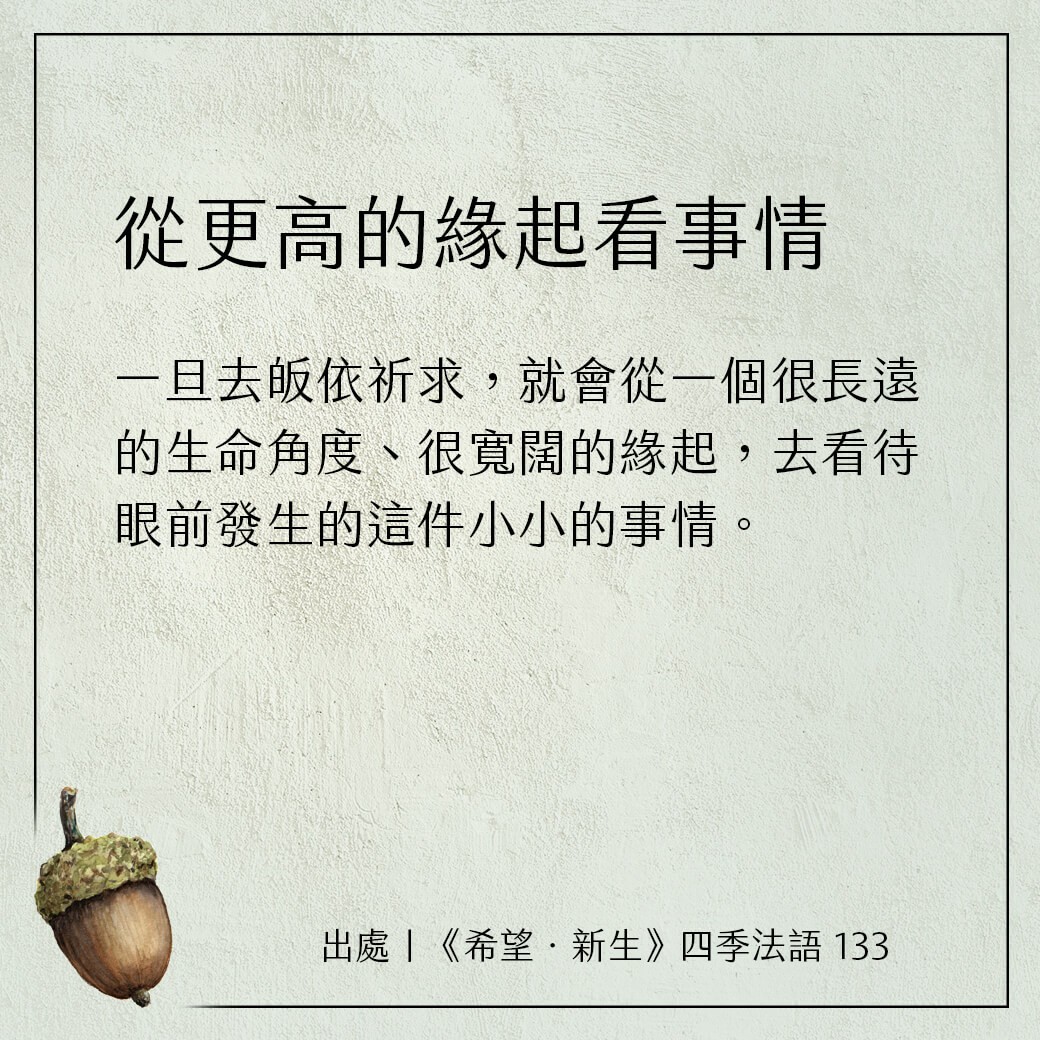 從更高的緣起看事情
一旦去皈依祈求，就會從一個很長遠
的生命角度、很寬闊的緣起，去看待
眼前發生的這件小小的事情。
出處｜《希望．新生》四季法語 133